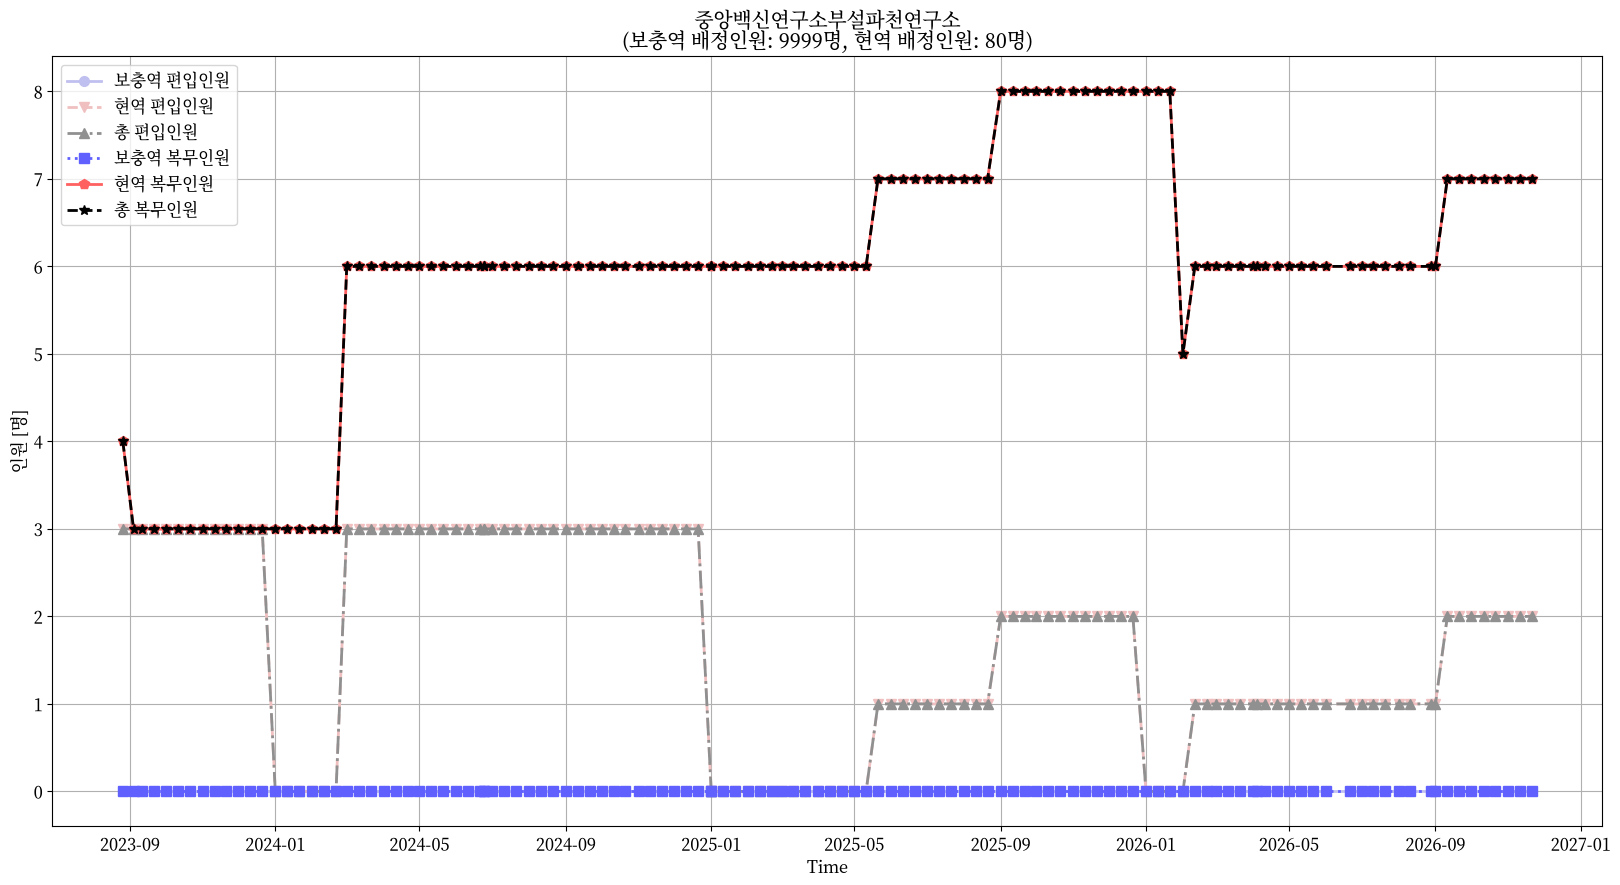 중앙백신연구소부설파천연구소
(보충역 배정인원: 9999명, 현역 배정인원: 80명)
보충역 편입인원
현역 편입인원
총 편입인원
보충역 복무인원
현역 복무인원
총 복무인원
8
7
6
5
4
3
2
1
0
인원 [명]
2023-09
2024-01
2024-05
2024-09
2025-01
2025-05
2025-09
2026-01
2026-05
2026-09
2027-01
Time